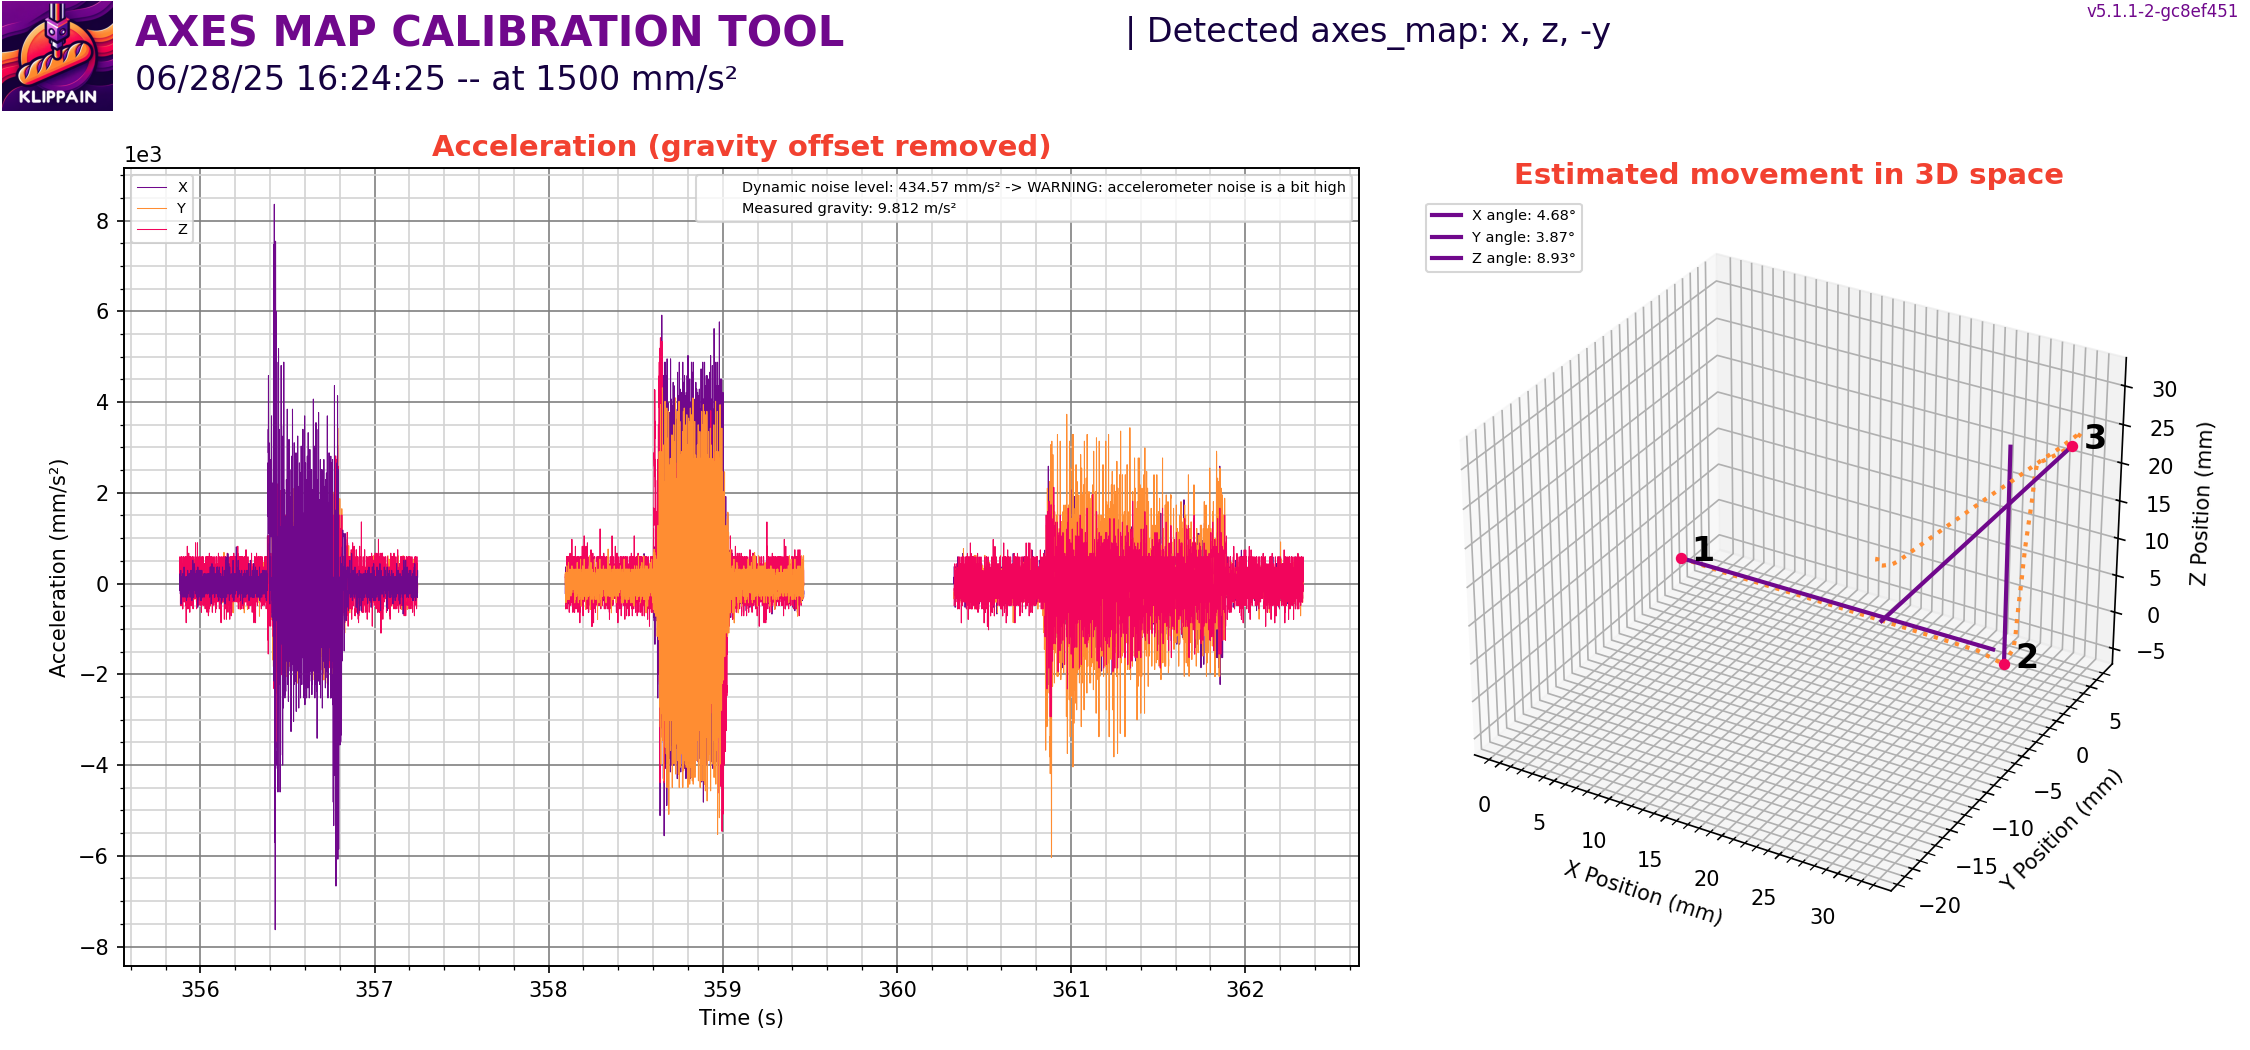 KLIPPAIN
AXES MAP CALIBRATION TOOL
| Detected axes_map: x, z, -y
v5.1.1-2-gc8ef451
06/28/25 16:24:25 -- at 1500 mm/s²
Acceleration (gravity offset removed)
1e3
X
Y
Z
Dynamic noise level: 434.57 mm/s² -> WARNING: accelerometer noise is a bit high
Measured gravity: 9.812 m/s²
Acceleration (mm/s²)
8
6
4
2
0
−2
−4
−6
−8
356
357
358
359
360
361
362
Time (s)
Estimated movement in 3D space
X angle: 4.68°
Y angle: 3.87°
Z angle: 8.93°
1
2
3
30
25
20
15
10
5
0
−5
Z Position (mm)
5
0
−5
−10
−15
−20
Y Position (mm)
0
5
10
15
20
25
30
X Position (mm)